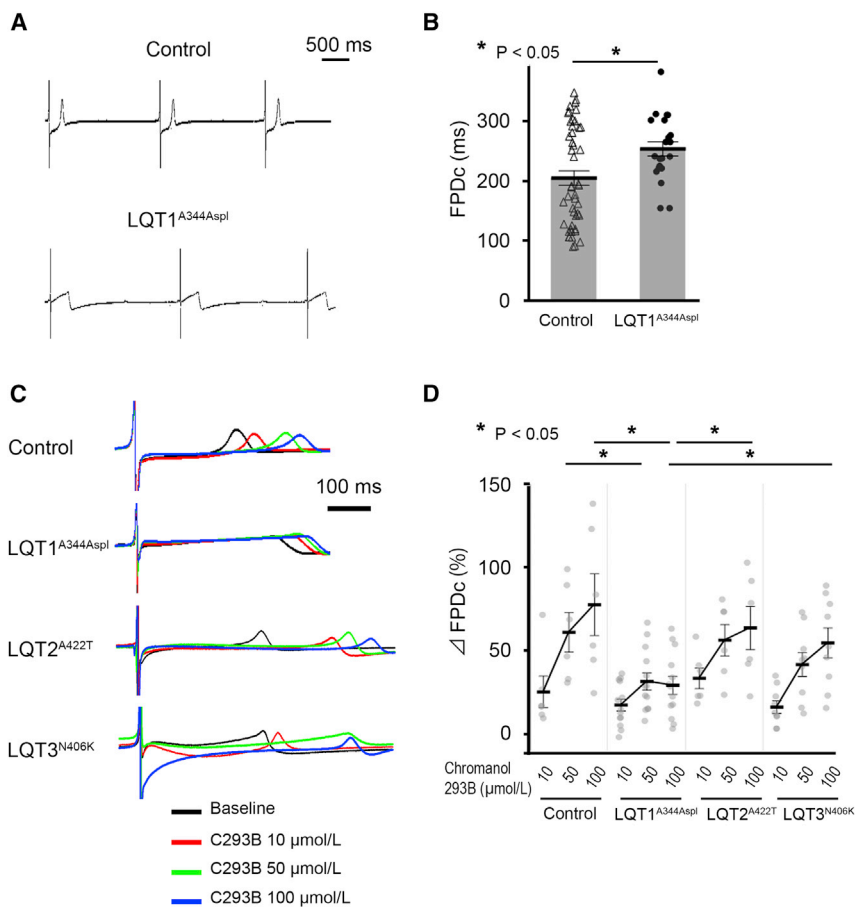 A
Control
500 ms
LQT1A344Aspl
B
* P < 0.05
*
FPDc (ms)
300
200
100
0
Control
LQT1A344Aspl
C
Control
100 ms
LQT1A344Aspl
LQT2A422T
LQT3N406K
Baseline
C293B 10 μmol/L
C293B 50 μmol/L
C293B 100 μmol/L
D
* P < 0.05
* *
* *
⊿ FPDc (%)
150
100
50
0
Chromanol
293B (μmol/L)
10 50 100 10 50 100 10 50 100 10 50 100
Control LQT1A344Aspl LQT2A422T LQT3N406K